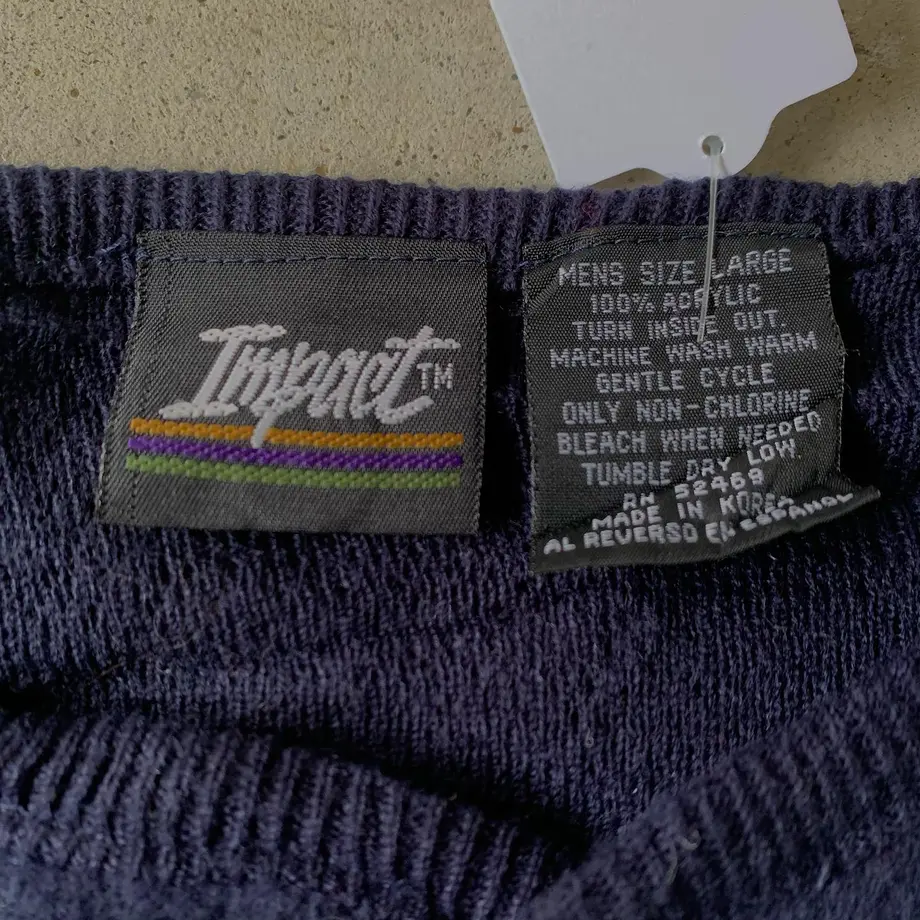 Impact™
MENS SIZE LARGE
100% ACRYLIC
TURN INSIDE OUT.
MACHINE WASH WARM
GENTLE CYCLE
ONLY NON-CHLORINE
BLEACH WHEN NEEDED
TUMBLE DRY LOW
RN 52469
MADE IN KOREA
AL REVERSO EN ESPANOL